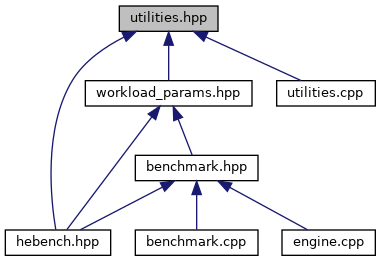 utilities.hpp
workload_params.hpp
utilities.cpp
benchmark.hpp
hebench.hpp
benchmark.cpp
engine.cpp